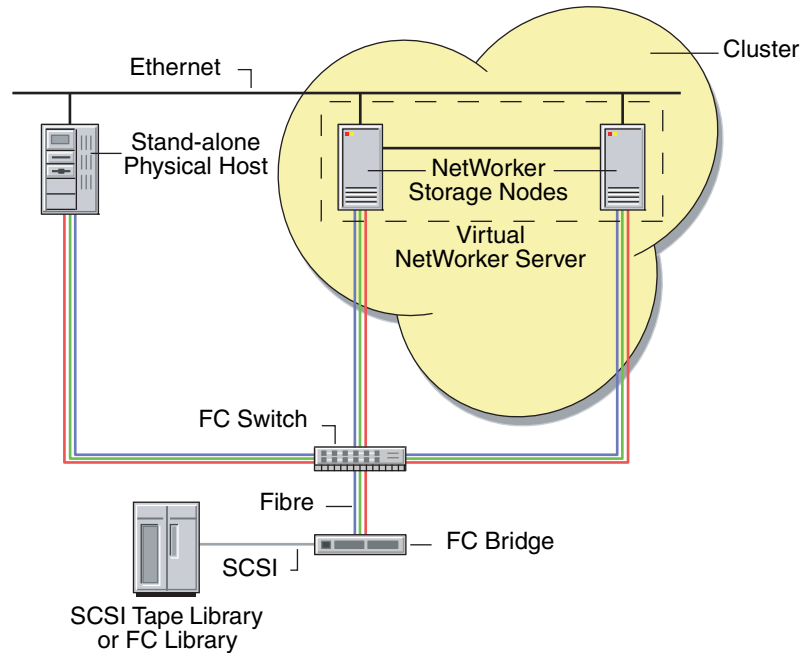 Cluster
Ethernet
Stand-alone
Physical Host
NetWorker
Storage Nodes
Virtual
NetWorker Server
FC Switch
Fibre
FC Bridge
SCSI
SCSI Tape Library
or FC Library